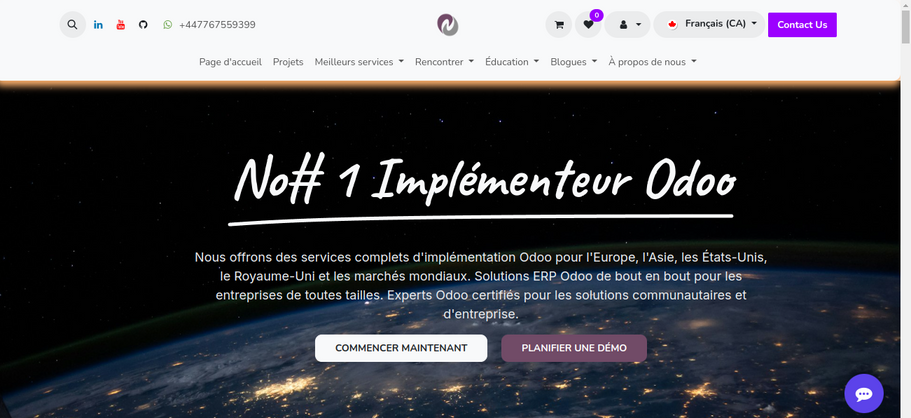 +447767559399
0
Français (CA)
Contact Us
Page d'accueil Projets Meilleurs services Rencontrer Éducation Blogues À propos de nous
No# 1 Implémenteur Odoo
Nous offrons des services complets d'implémentation Odoo pour l'Europe, l'Asie, les États-Unis,
le Royaume-Uni et les marchés mondiaux. Solutions ERP Odoo de bout en bout pour les
entreprises de toutes tailles. Experts Odoo certifiés pour les solutions communautaires et
d'entreprise.
COMMENCER MAINTENANT PLANIFIER UNE DÉMO